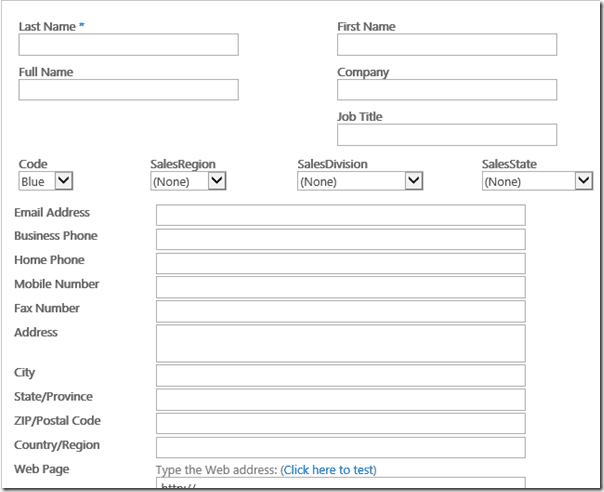 Last Name *
First Name
Full Name
Company
Job Title
Code
SalesRegion
SalesDivision
SalesState
Blue
(None)
(None)
(None)
Email Address
Business Phone
Home Phone
Mobile Number
Fax Number
Address
City
State/Province
ZIP/Postal Code
Country/Region
Web Page
Type the Web address: (Click here to test)
http://